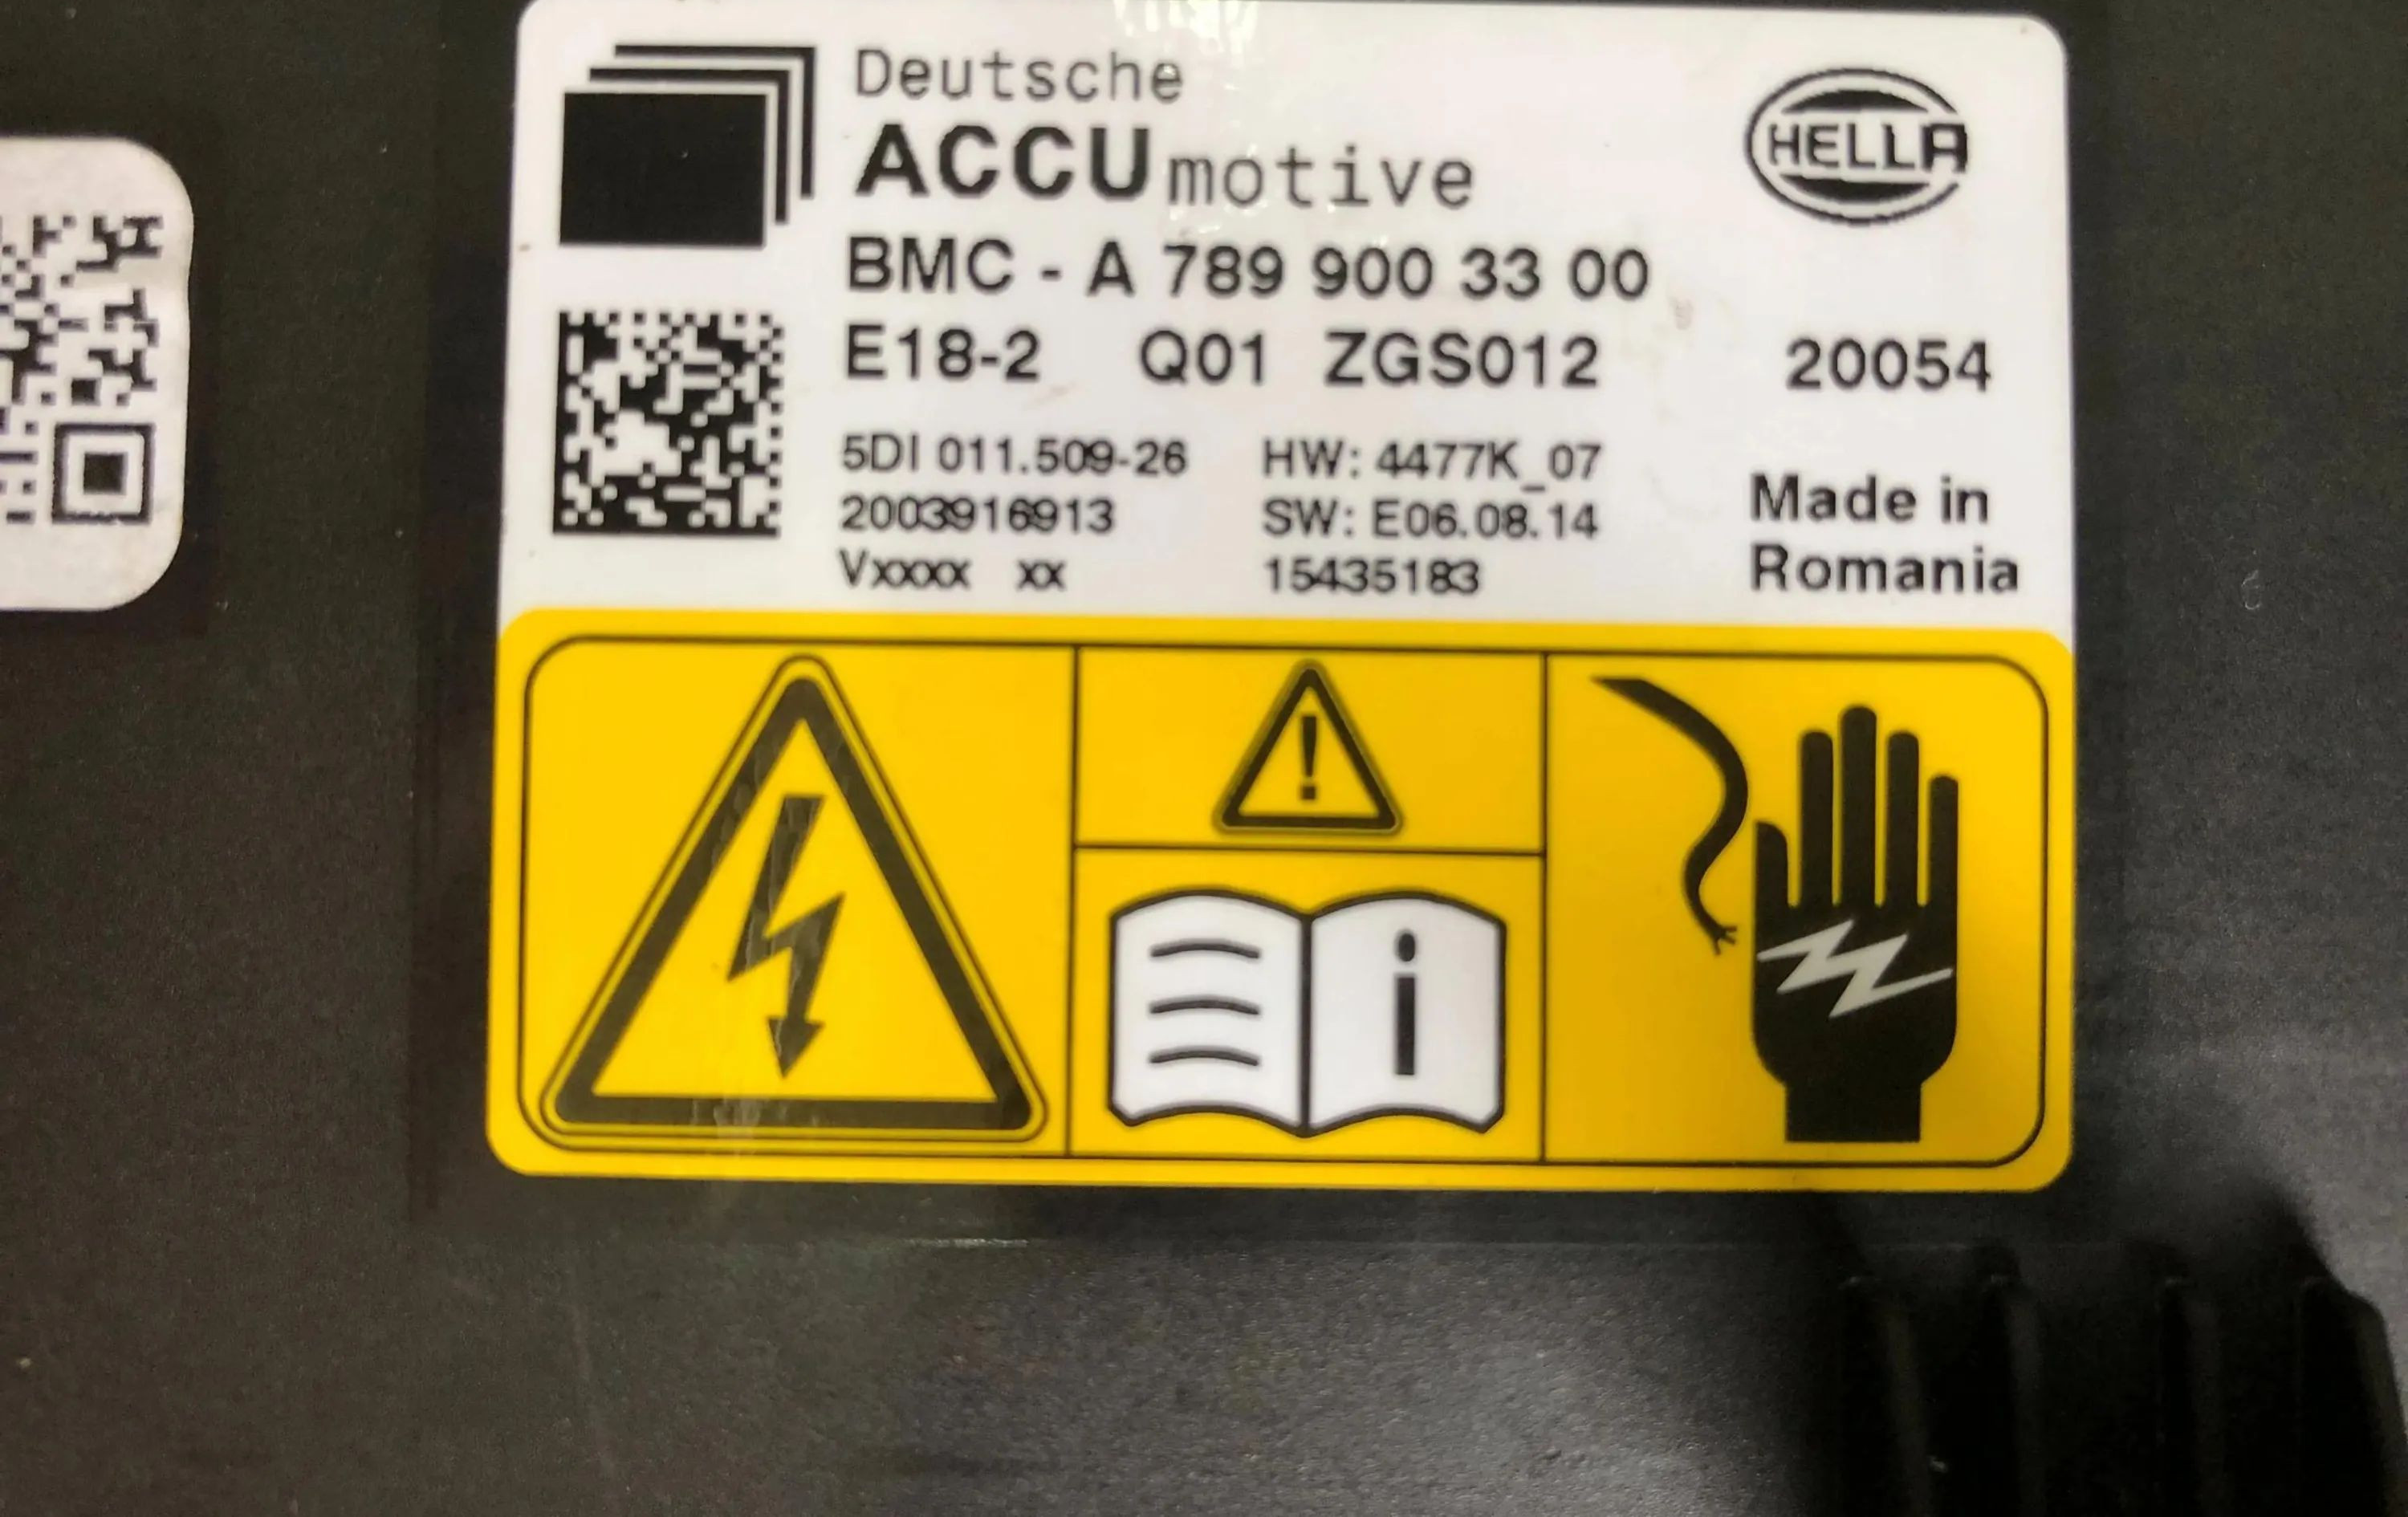 Deutsche
ACCUmotive
HELLA
BMC - A 789 900 33 00
E18-2 Q01 ZGS012 20054
5DI 011.509-26 HW: 4477K_07
2003916913 SW: E06.08.14
Vxxxx xx 15435183
Made in
Romania